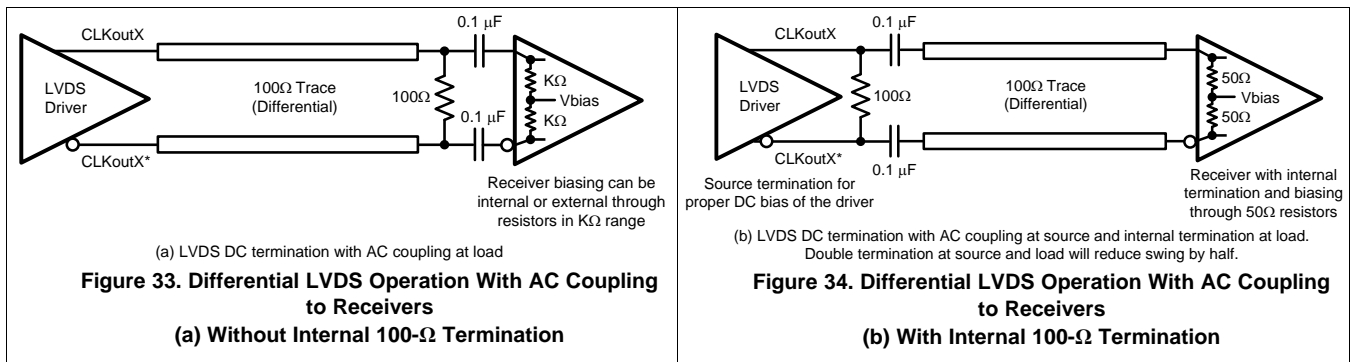 CLKoutX
0.1 µF
LVDS
Driver
100Ω Trace
(Differential)
100Ω
KΩ
Vbias
KΩ
0.1 µF
CLKoutX*
Receiver biasing can be
internal or external through
resistors in KΩ range
(a) LVDS DC termination with AC coupling at load
Figure 33. Differential LVDS Operation With AC Coupling
to Receivers
(a) Without Internal 100-Ω Termination
CLKoutX
0.1 µF
LVDS
Driver
100Ω
100Ω Trace
(Differential)
50Ω
Vbias
50Ω
CLKoutX*
0.1 µF
Source termination for
proper DC bias of the driver
Receiver with internal
termination and biasing
through 50Ω resistors
(b) LVDS DC termination with AC coupling at source and internal termination at load.
Double termination at source and load will reduce swing by half.
Figure 34. Differential LVDS Operation With AC Coupling
to Receivers
(b) With Internal 100-Ω Termination